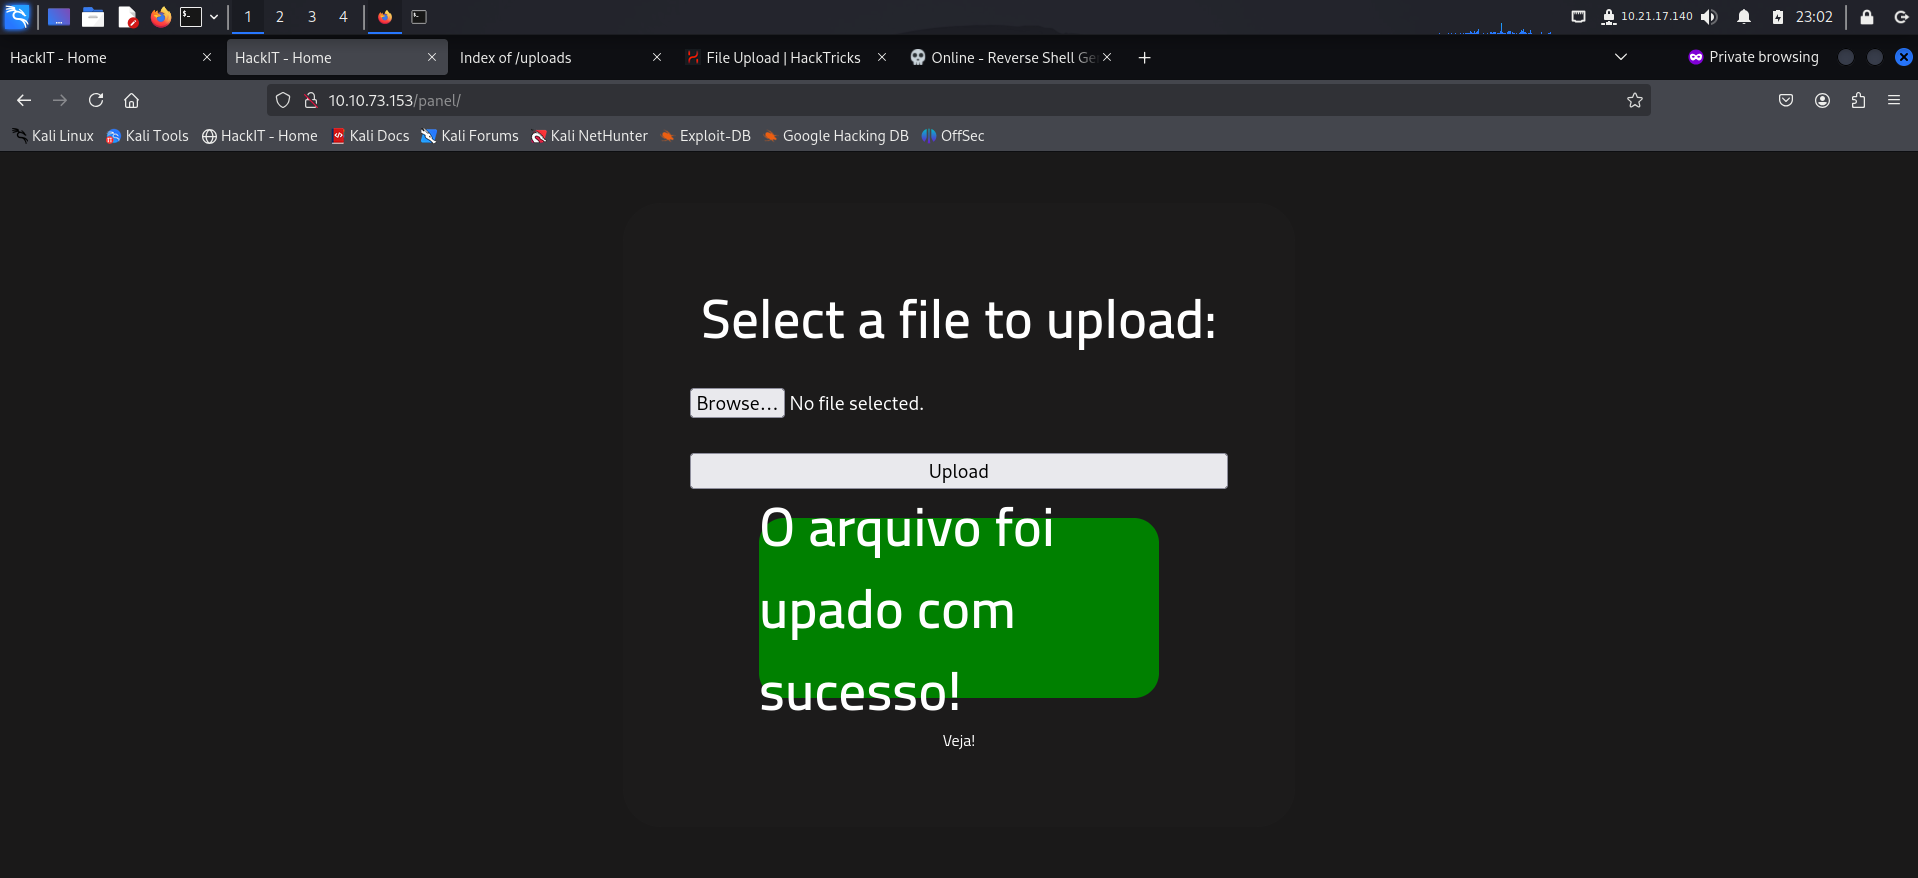 1 2 3 4 10.21.17.140 23:02
HackIT - Home HackIT - Home Index of /uploads File Upload | HackTricks Online - Reverse Shell Ge Private browsing
10.10.73.153/panel/
Kali Linux Kali Tools HackIT - Home Kali Docs Kali Forums Kali NetHunter Exploit-DB Google Hacking DB OffSec
Select a file to upload:
Browse... No file selected.
Upload
O arquivo foi
upado com
sucesso!
Veja!